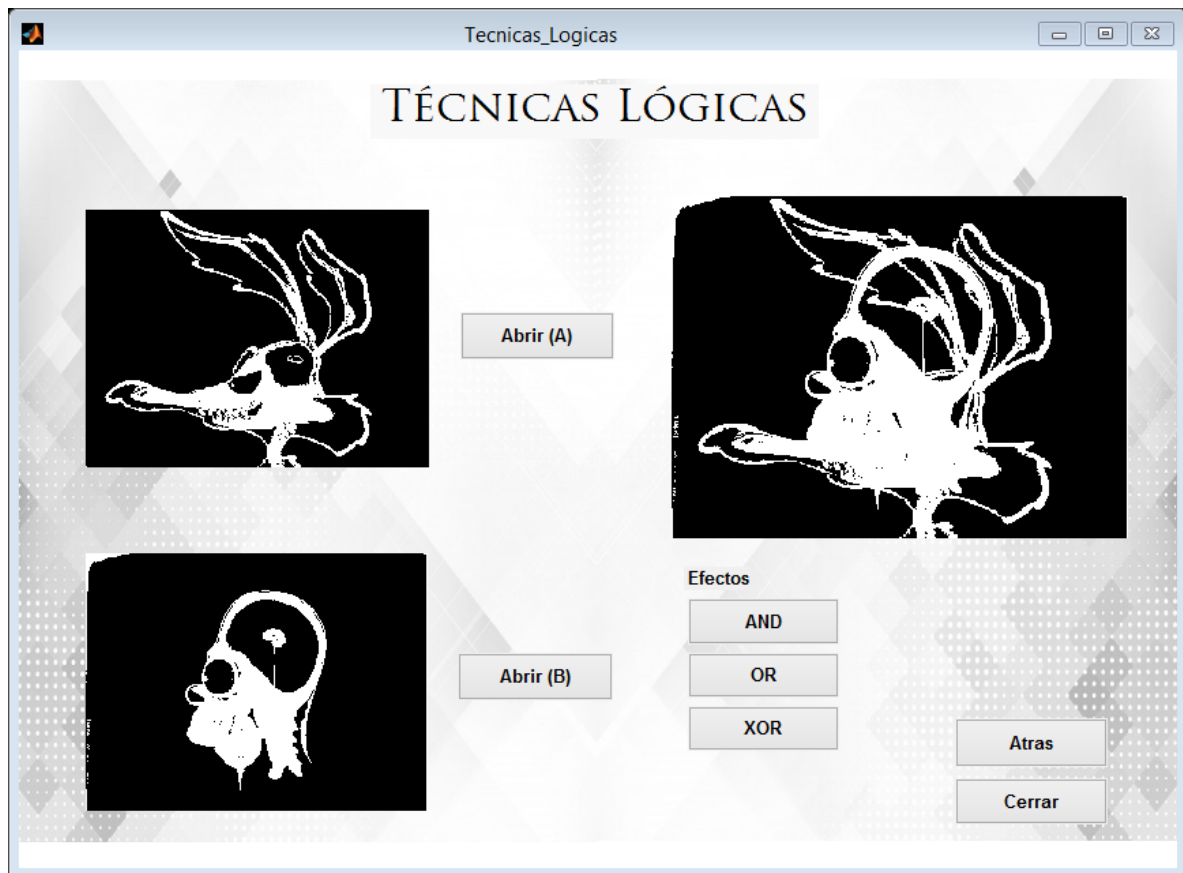 Tecnicas_Logicas
TÉCNICAS LÓGICAS
Abrir (A)
Abrir (B)
Efectos
AND
OR
XOR
Atras
Cerrar